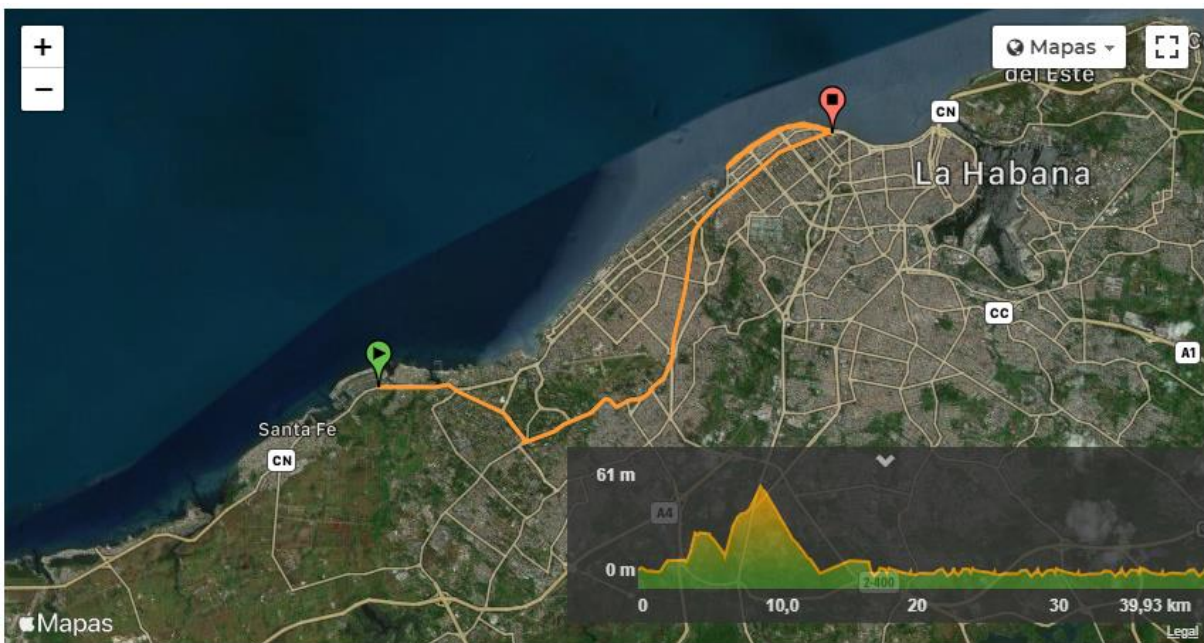 +
−
Mapas
del Este
CN
La Habana
CC
A1
Santa Fe
CN
61 m
A4
0 m
2-400
0 10,0 20 30 39,93 km
Mapas
Legal